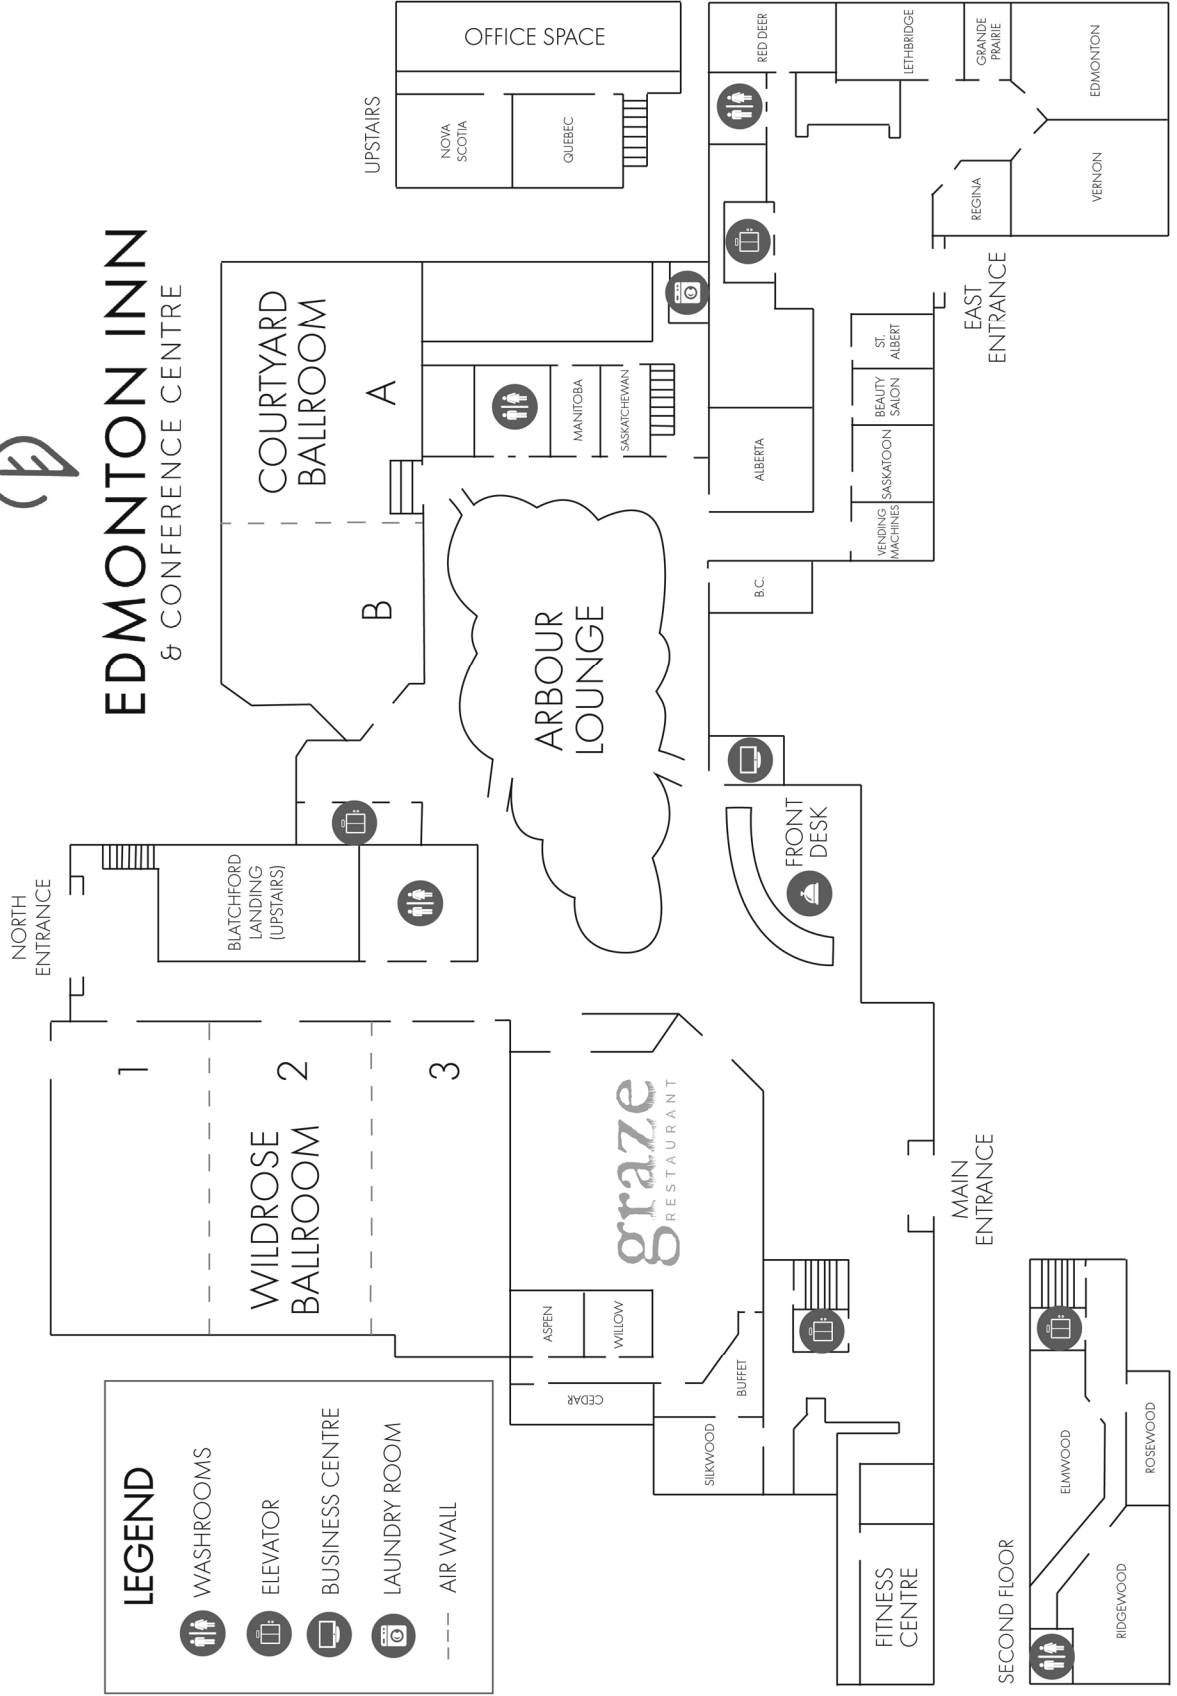 EDMONTON INN
& CONFERENCE CENTRE
NORTH
ENTRANCE
WILDROSE
BALLROOM
1
2
3
BLATCHFORD
LANDING
(UPSTAIRS)
COURTYARD
BALLROOM
A
B
UPSTAIRS
OFFICE SPACE
NOVA
SCOTIA
QUEBEC
MANITOBA
SASKATCHEWAN
ARBOUR
LOUNGE
ASPEN
WILLOW
CEDAR
graze
RESTAURANT
BUFFET
SILKWOOD
FRONT
DESK
B.C.
ALBERTA
RED DEER
LETHBRIDGE
GRANDE
PRAIRIE
EDMONTON
VERNON
REGINA
VENDING
MACHINES
SASKATOON
BEAUTY
SALON
ST.
ALBERT
EAST
ENTRANCE
MAIN
ENTRANCE
FITNESS
CENTRE
SECOND FLOOR
ELMWOOD
ROSEWOOD
RIDGEWOOD
LEGEND
WASHROOMS
ELEVATOR
BUSINESS CENTRE
LAUNDRY ROOM
AIR WALL